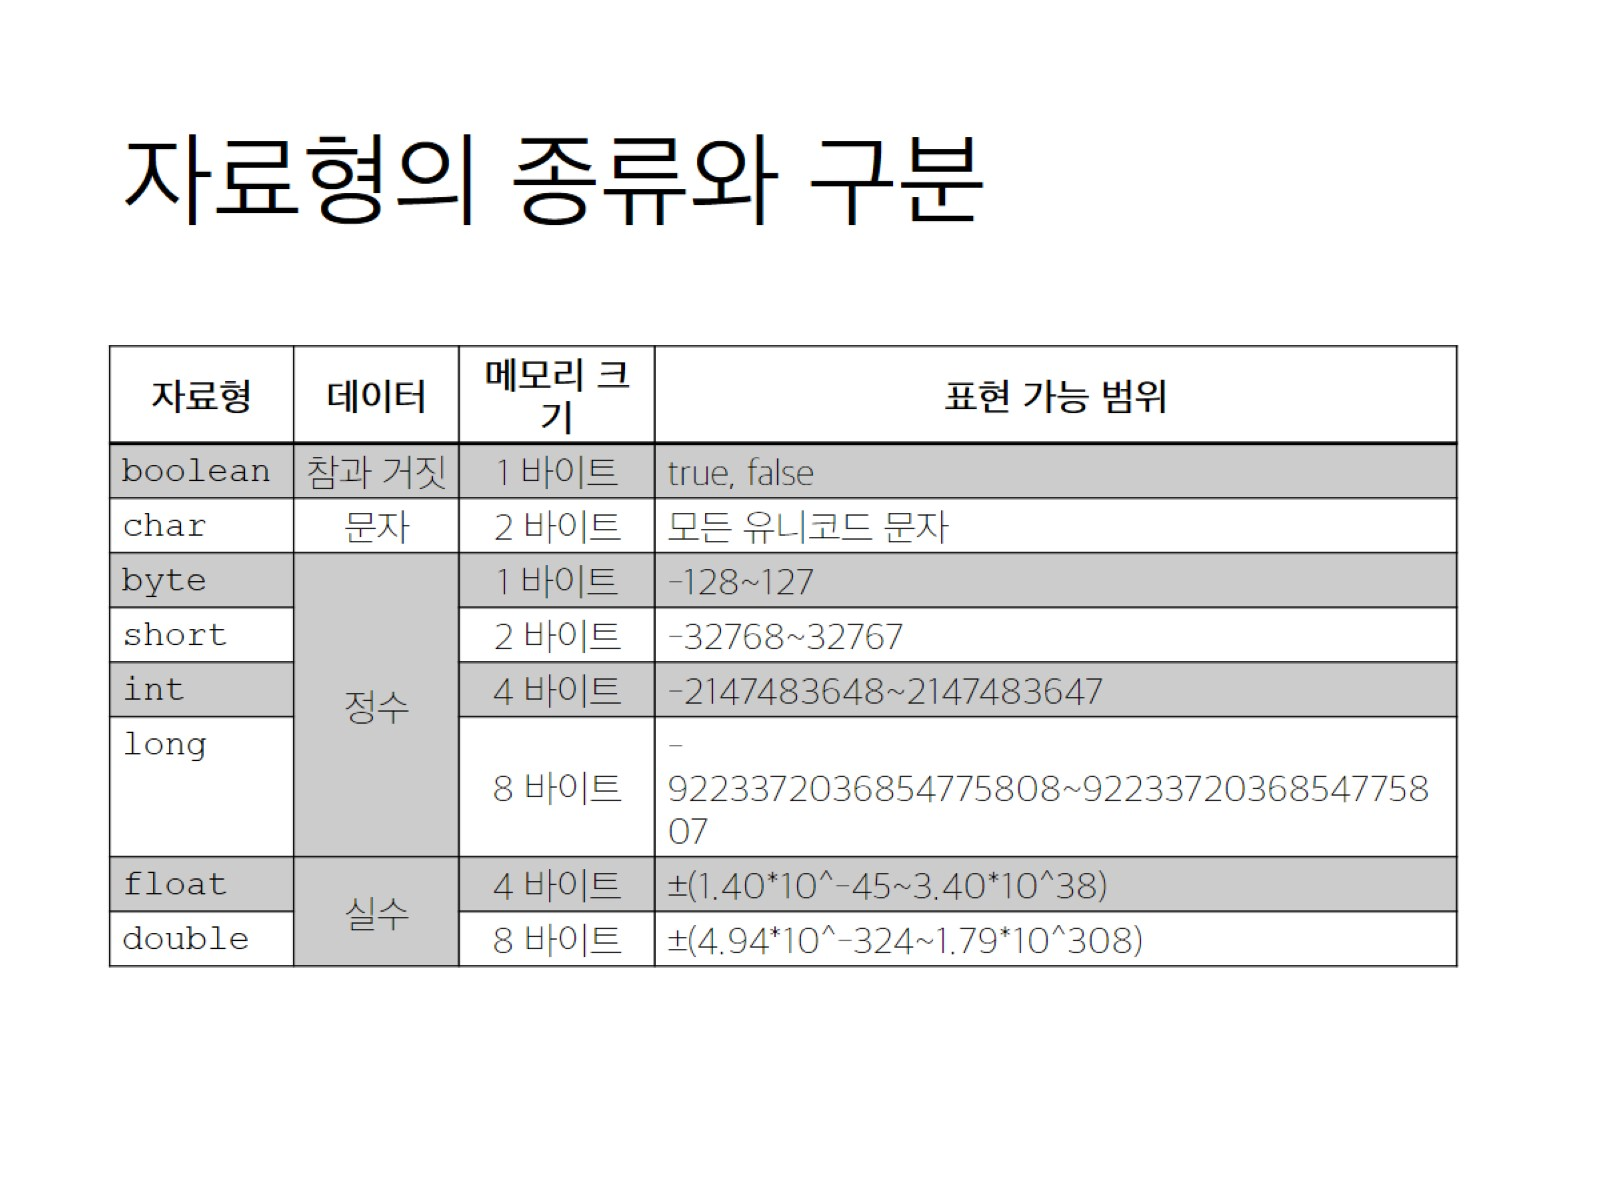 자료형의 종류와 구분
자료형 데이터 메모리 크기 표현 가능 범위
boolean 참과 거짓 1 바이트 true, false
char 문자 2 바이트 모든 유니코드 문자
byte 정수 1 바이트 -128~127
short 2 바이트 -32768~32767
int 4 바이트 -2147483648~2147483647
long 8 바이트 -9223372036854775808~9223372036854775807
float 실수 4 바이트 ±(1.40*10^-45~3.40*10^38)
double 8 바이트 ±(4.94*10^-324~1.79*10^308)